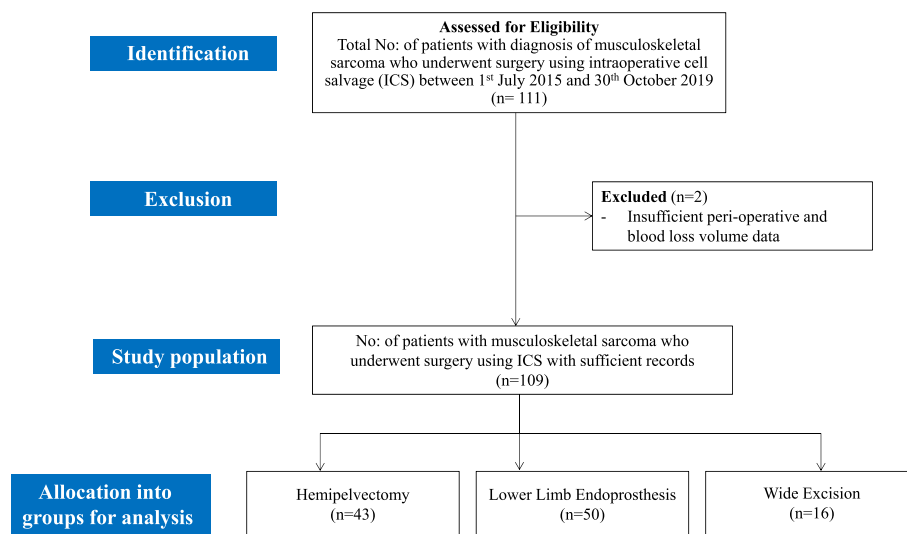 Identification
Assessed for Eligibility
Total No: of patients with diagnosis of musculoskeletal
sarcoma who underwent surgery using intraoperative cell
salvage (ICS) between 1st July 2015 and 30th October 2019
(n= 111)
Exclusion
Excluded (n=2)
- Insufficient peri-operative and
blood loss volume data
Study population
No: of patients with musculoskeletal sarcoma who
underwent surgery using ICS with sufficient records
(n=109)
Allocation into
groups for analysis
Hemipelvectomy
(n=43)
Lower Limb Endoprosthesis
(n=50)
Wide Excision
(n=16)